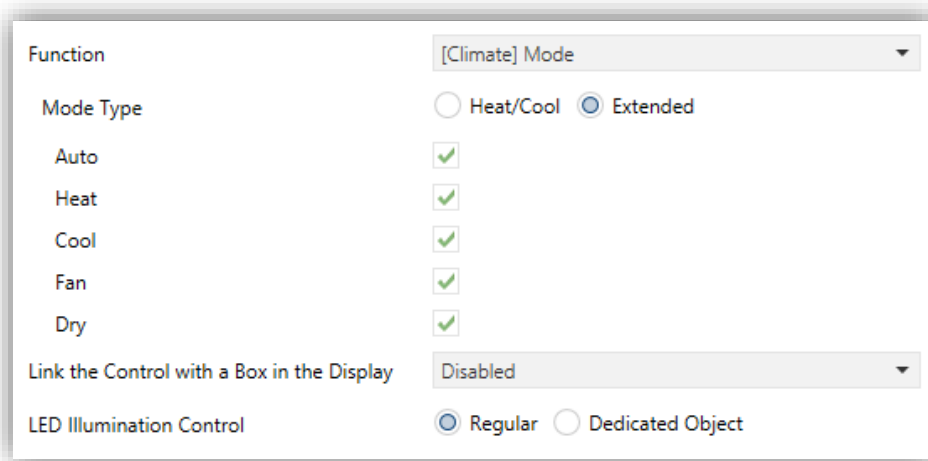 Function [Climate] Mode
Mode Type Heat/Cool Extended
Auto
Heat
Cool
Fan
Dry
Link the Control with a Box in the Display Disabled
LED Illumination Control Regular Dedicated Object